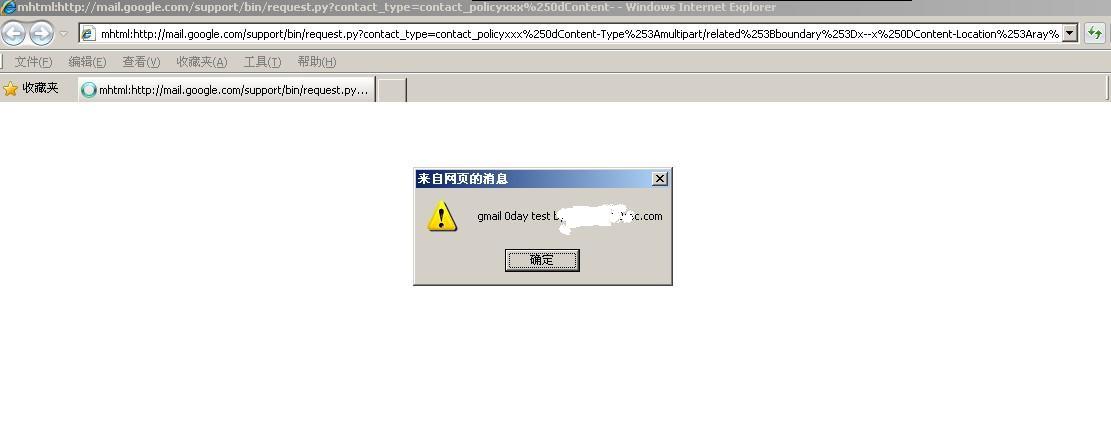 mhtml:http://mail.google.com/support/bin/request.py?contact_type=contact_policyxxx%250dContent- - Windows Internet Explorer
mhtml:http://mail.google.com/support/bin/request.py?contact_type=contact_policyxxx%250dContent-Type%253Amultipart/related%253Bboundary%253Dx--x%250DContent-Location%253Aray%
文件(F) 编辑(E) 查看(V) 收藏夹(A) 工具(T) 帮助(H)
收藏夹 mhtml:http://mail.google.com/support/bin/request.py...
来自网页的消息
gmail 0day test c.com
确定